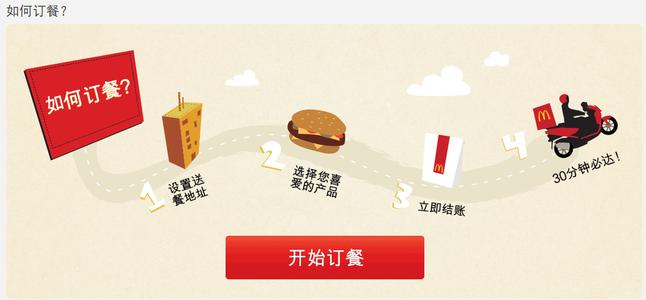 如何订餐?
如何订餐?
1
设置送
餐地址
2
选择您喜
爱的产品
3
立即结账
4
30分钟必达!
开始订餐